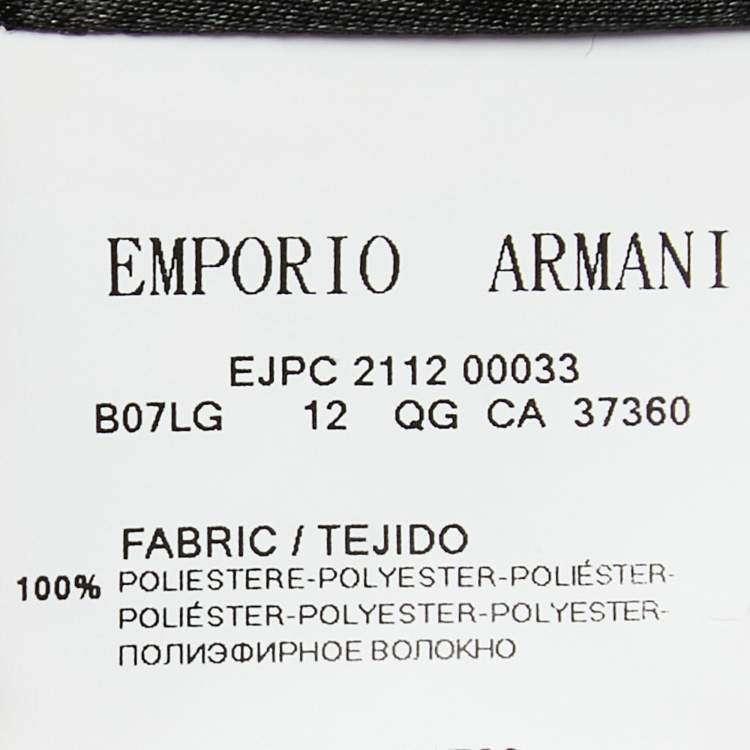 EMPORIO ARMANI
EJPC 2112 00033
B07LG 12 QG CA 37360
FABRIC / TEJIDO
100% POLIESTERE-POLYESTER-POLIÉSTER-
POLIÉSTER-POLYESTER-POLYESTER-
ПОЛИЭФИРНОЕ ВОЛОКНО